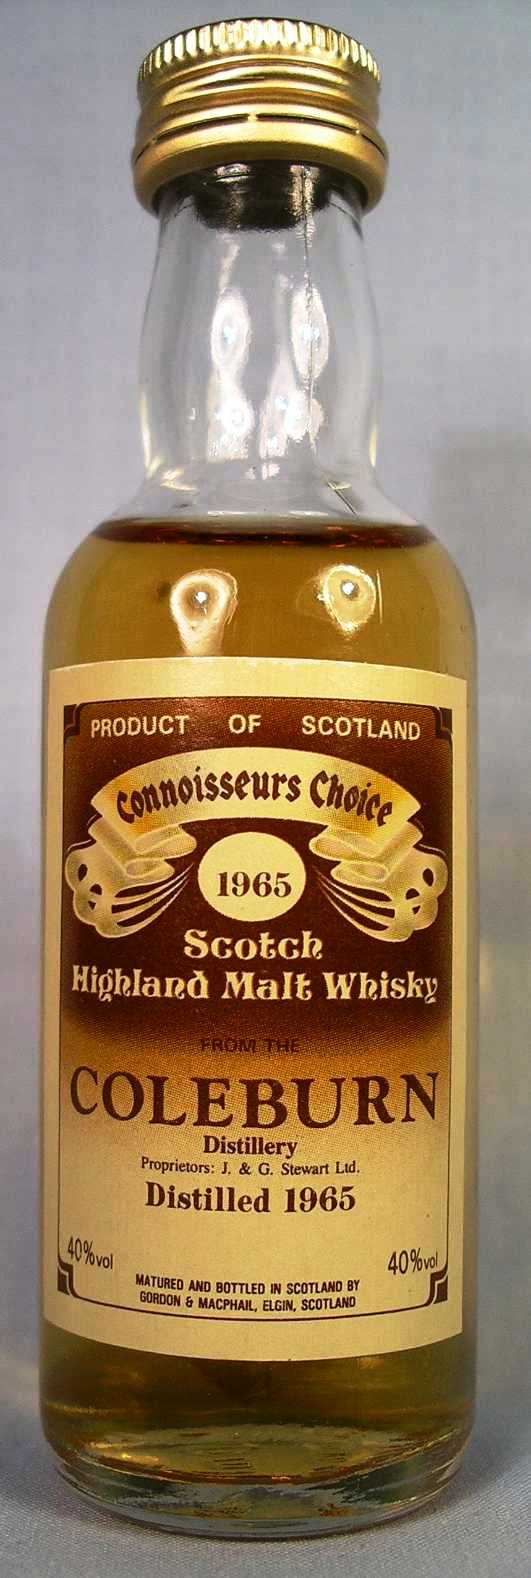 PRODUCT OF SCOTLAND
Connoisseurs Choice
1965
Scotch
Highland Malt Whisky
FROM THE
COLEBURN
Distillery
Proprietors: J. & G. Stewart Ltd.
Distilled 1965
40%vol 40%vol
MATURED AND BOTTLED IN SCOTLAND BY
GORDON & MACPHAIL, ELGIN, SCOTLAND